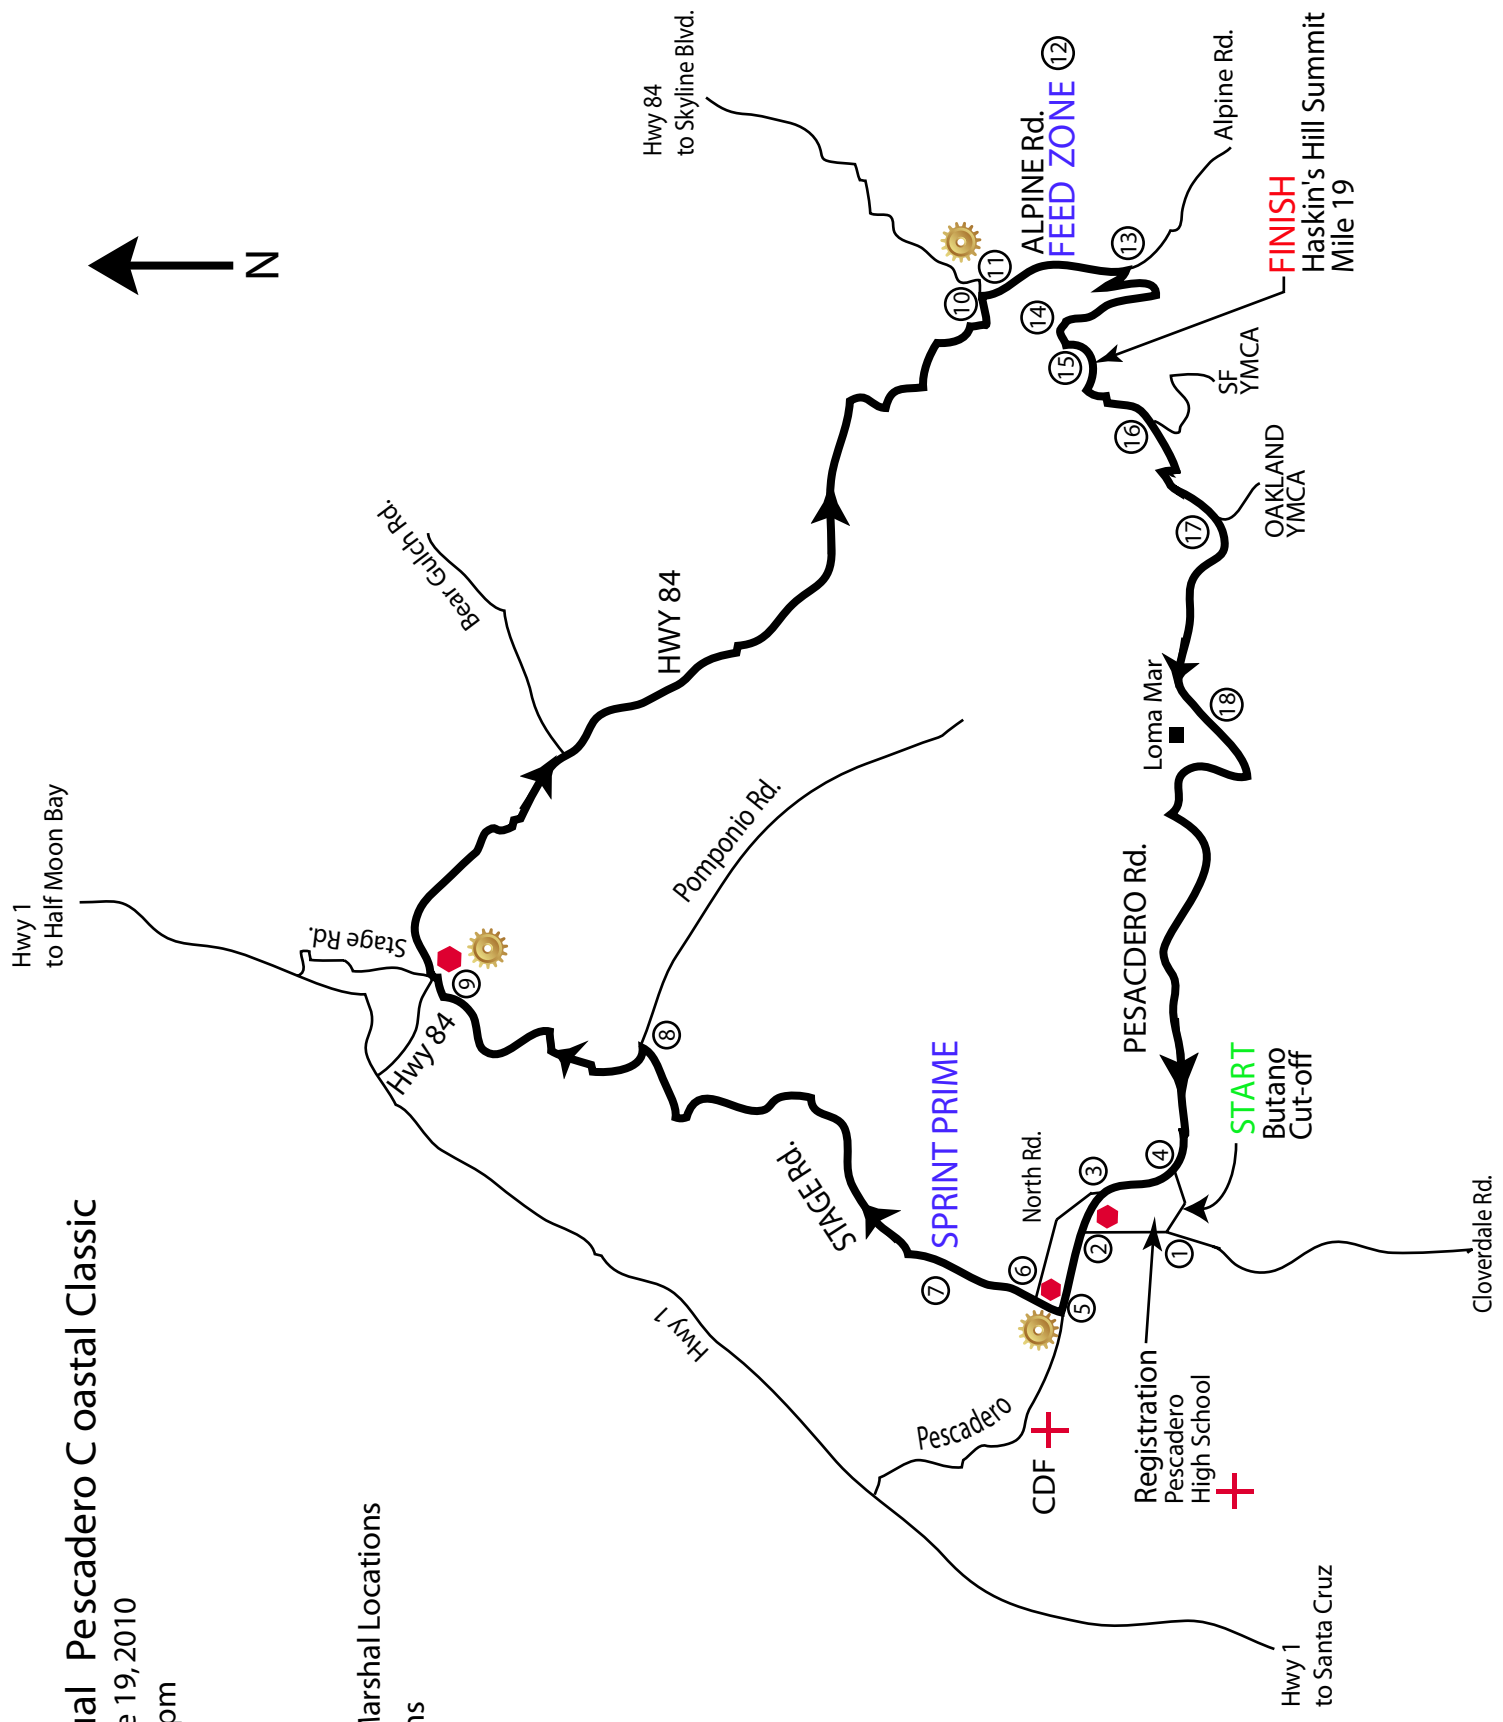 ual Pescadero C oastal Classic
e 19, 2010
pm
Marshal Locations
ns
N
Hwy 1
to Half Moon Bay
Stage Rd.
Hwy 84
9
Bear Gulch Rd.
HWY 84
Hwy 84
to Skyline Blvd.
10
11
ALPINE Rd.
FEED ZONE 12
13
Alpine Rd.
14
15
FINISH
Haskin's Hill Summit
Mile 19
16
SF
YMCA
17
OAKLAND
YMCA
18
Loma Mar
PESACDERO Rd.
Pomponio Rd.
8
STAGE Rd.
SPRINT PRIME
7
North Rd.
6
5
3
2
4
1
START
Butano
Cut-off
Cloverdale Rd.
Hwy 1
Pescadero
CDF
Registration
Pescadero
High School
Hwy 1
to Santa Cruz